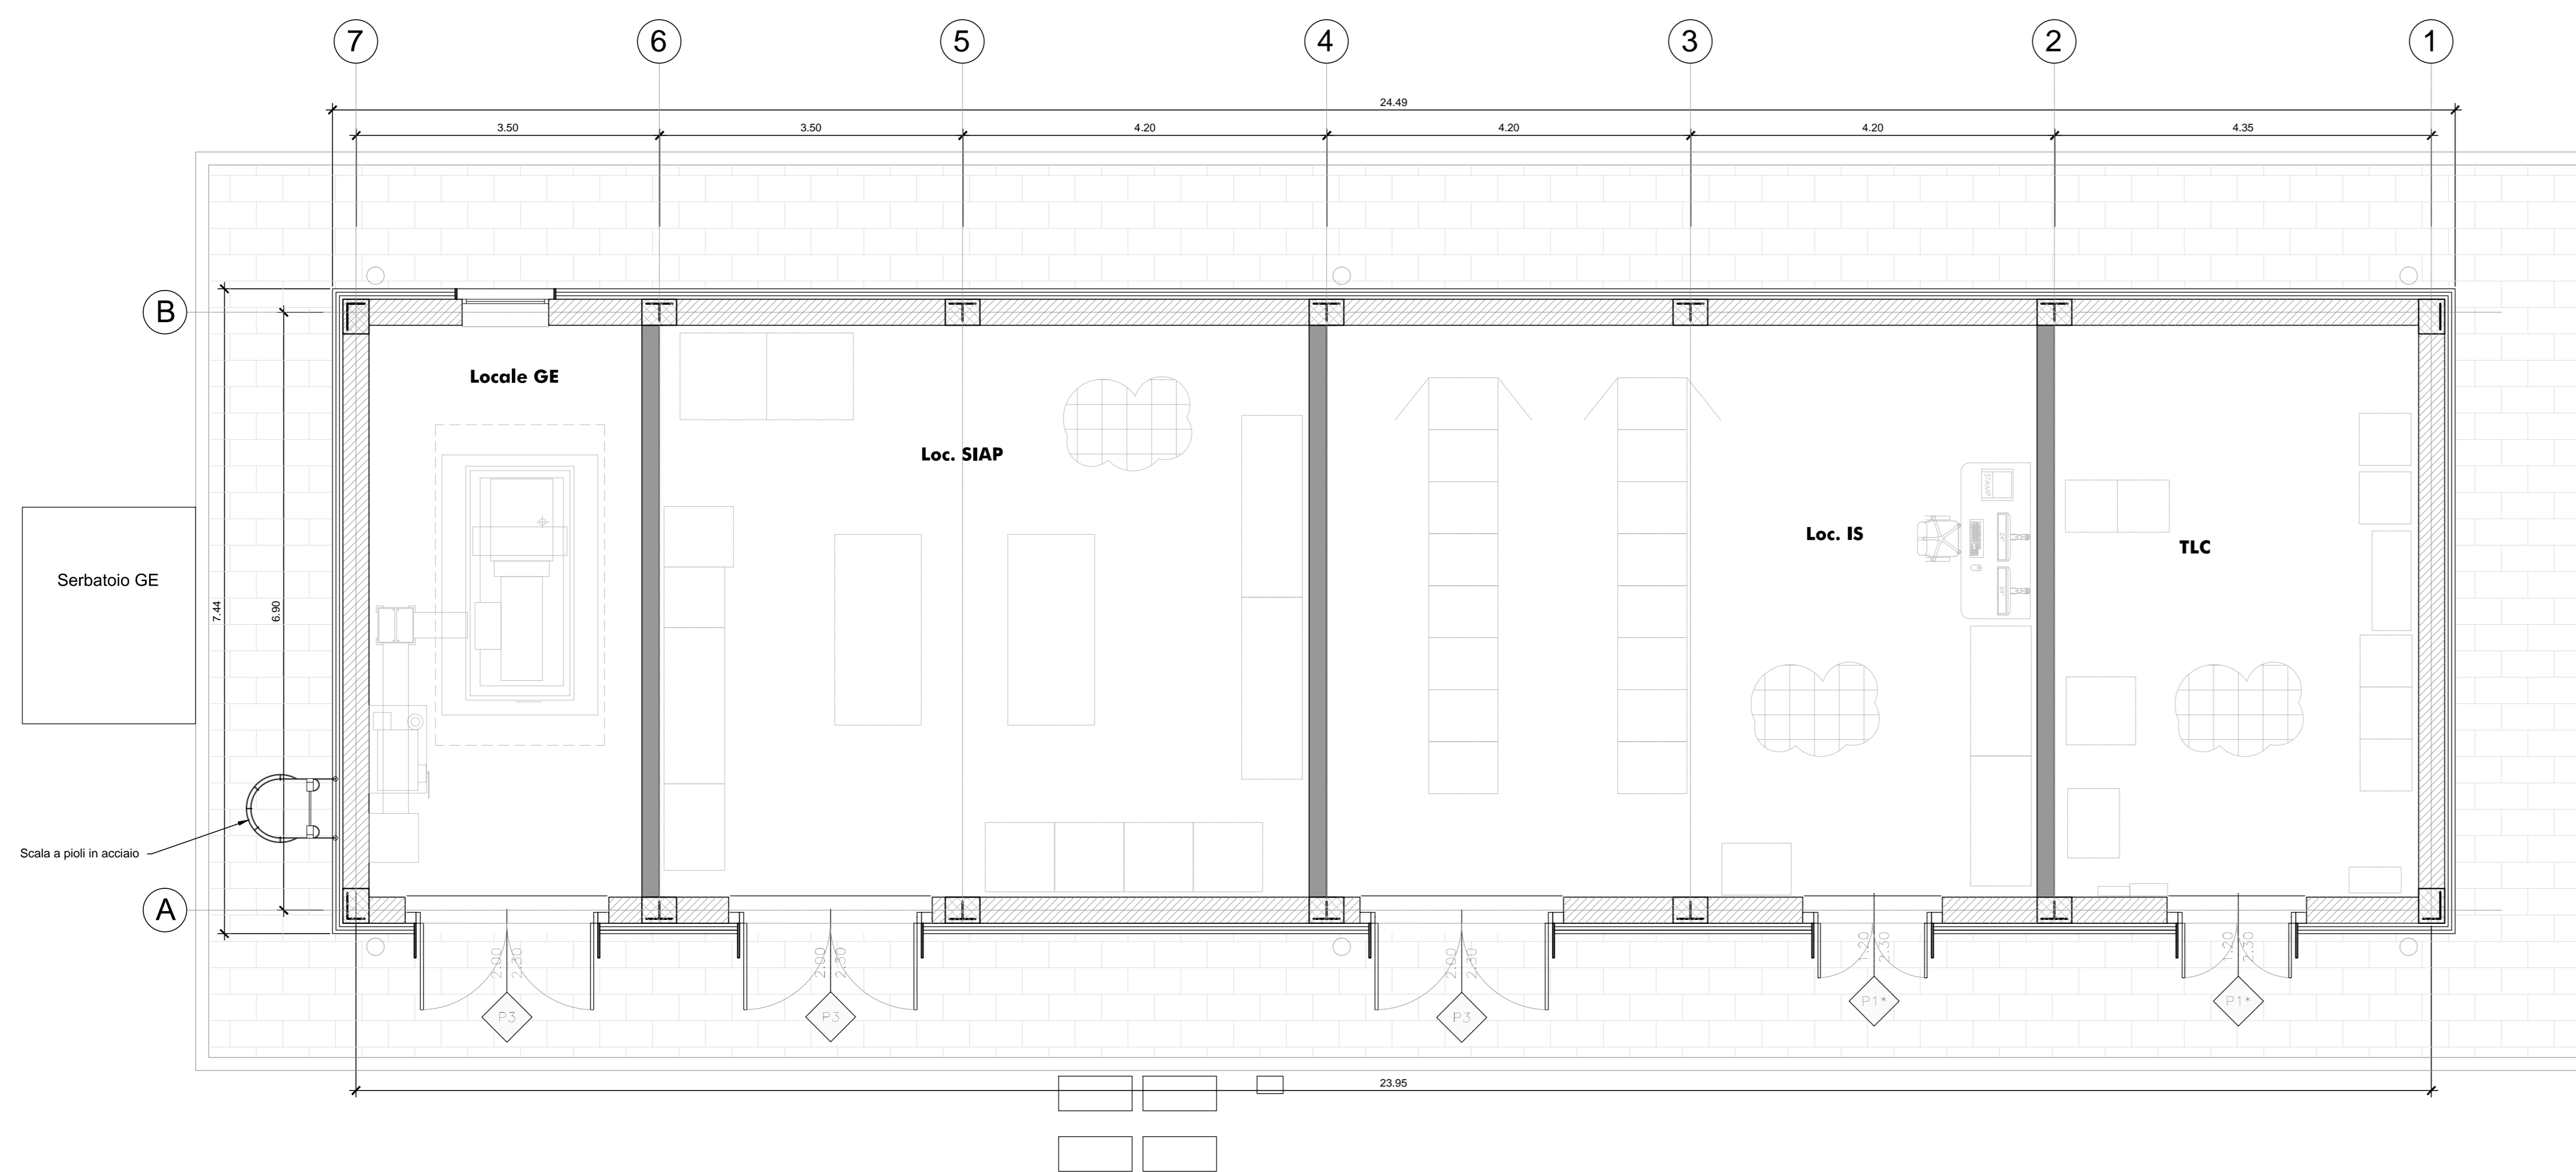 7 6 5 4 3 2 1
24.49
3.50 3.50 4.20 4.20 4.20 4.35
B
Locale GE
Loc. SIAP
STAMP
Loc. IS
24"
TLC
Serbatoio GE
24"
7.44
6.90
Scala a pioli in acciaio
A
2.00 2.30 2.00 2.30 2.00 2.30 1.20 2.30 1.20 2.30
P3 P3 P3 P1* P1*
23.95